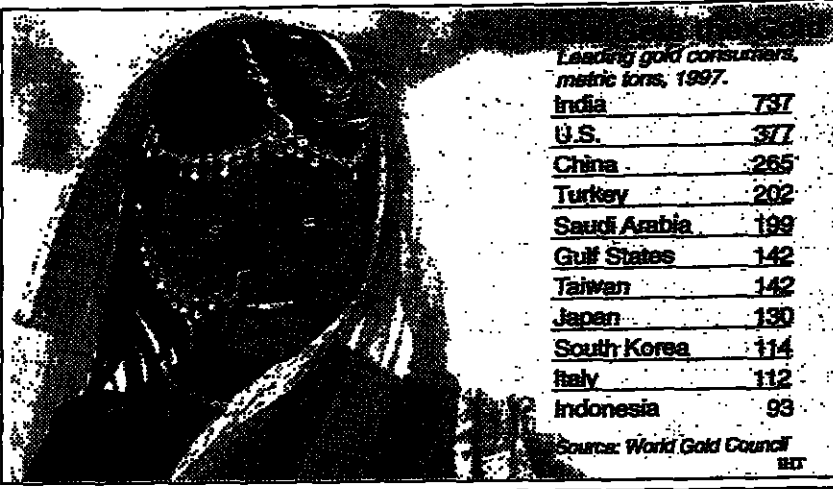 Leading gold consumers,
metric tons, 1997.
India 737
U.S. 377
China 265
Turkey 202
Saudi Arabia 199
Gulf States 142
Taiwan 142
Japan 130
South Korea 114
Italy 112
Indonesia 93
Source: World Gold Council
IHT